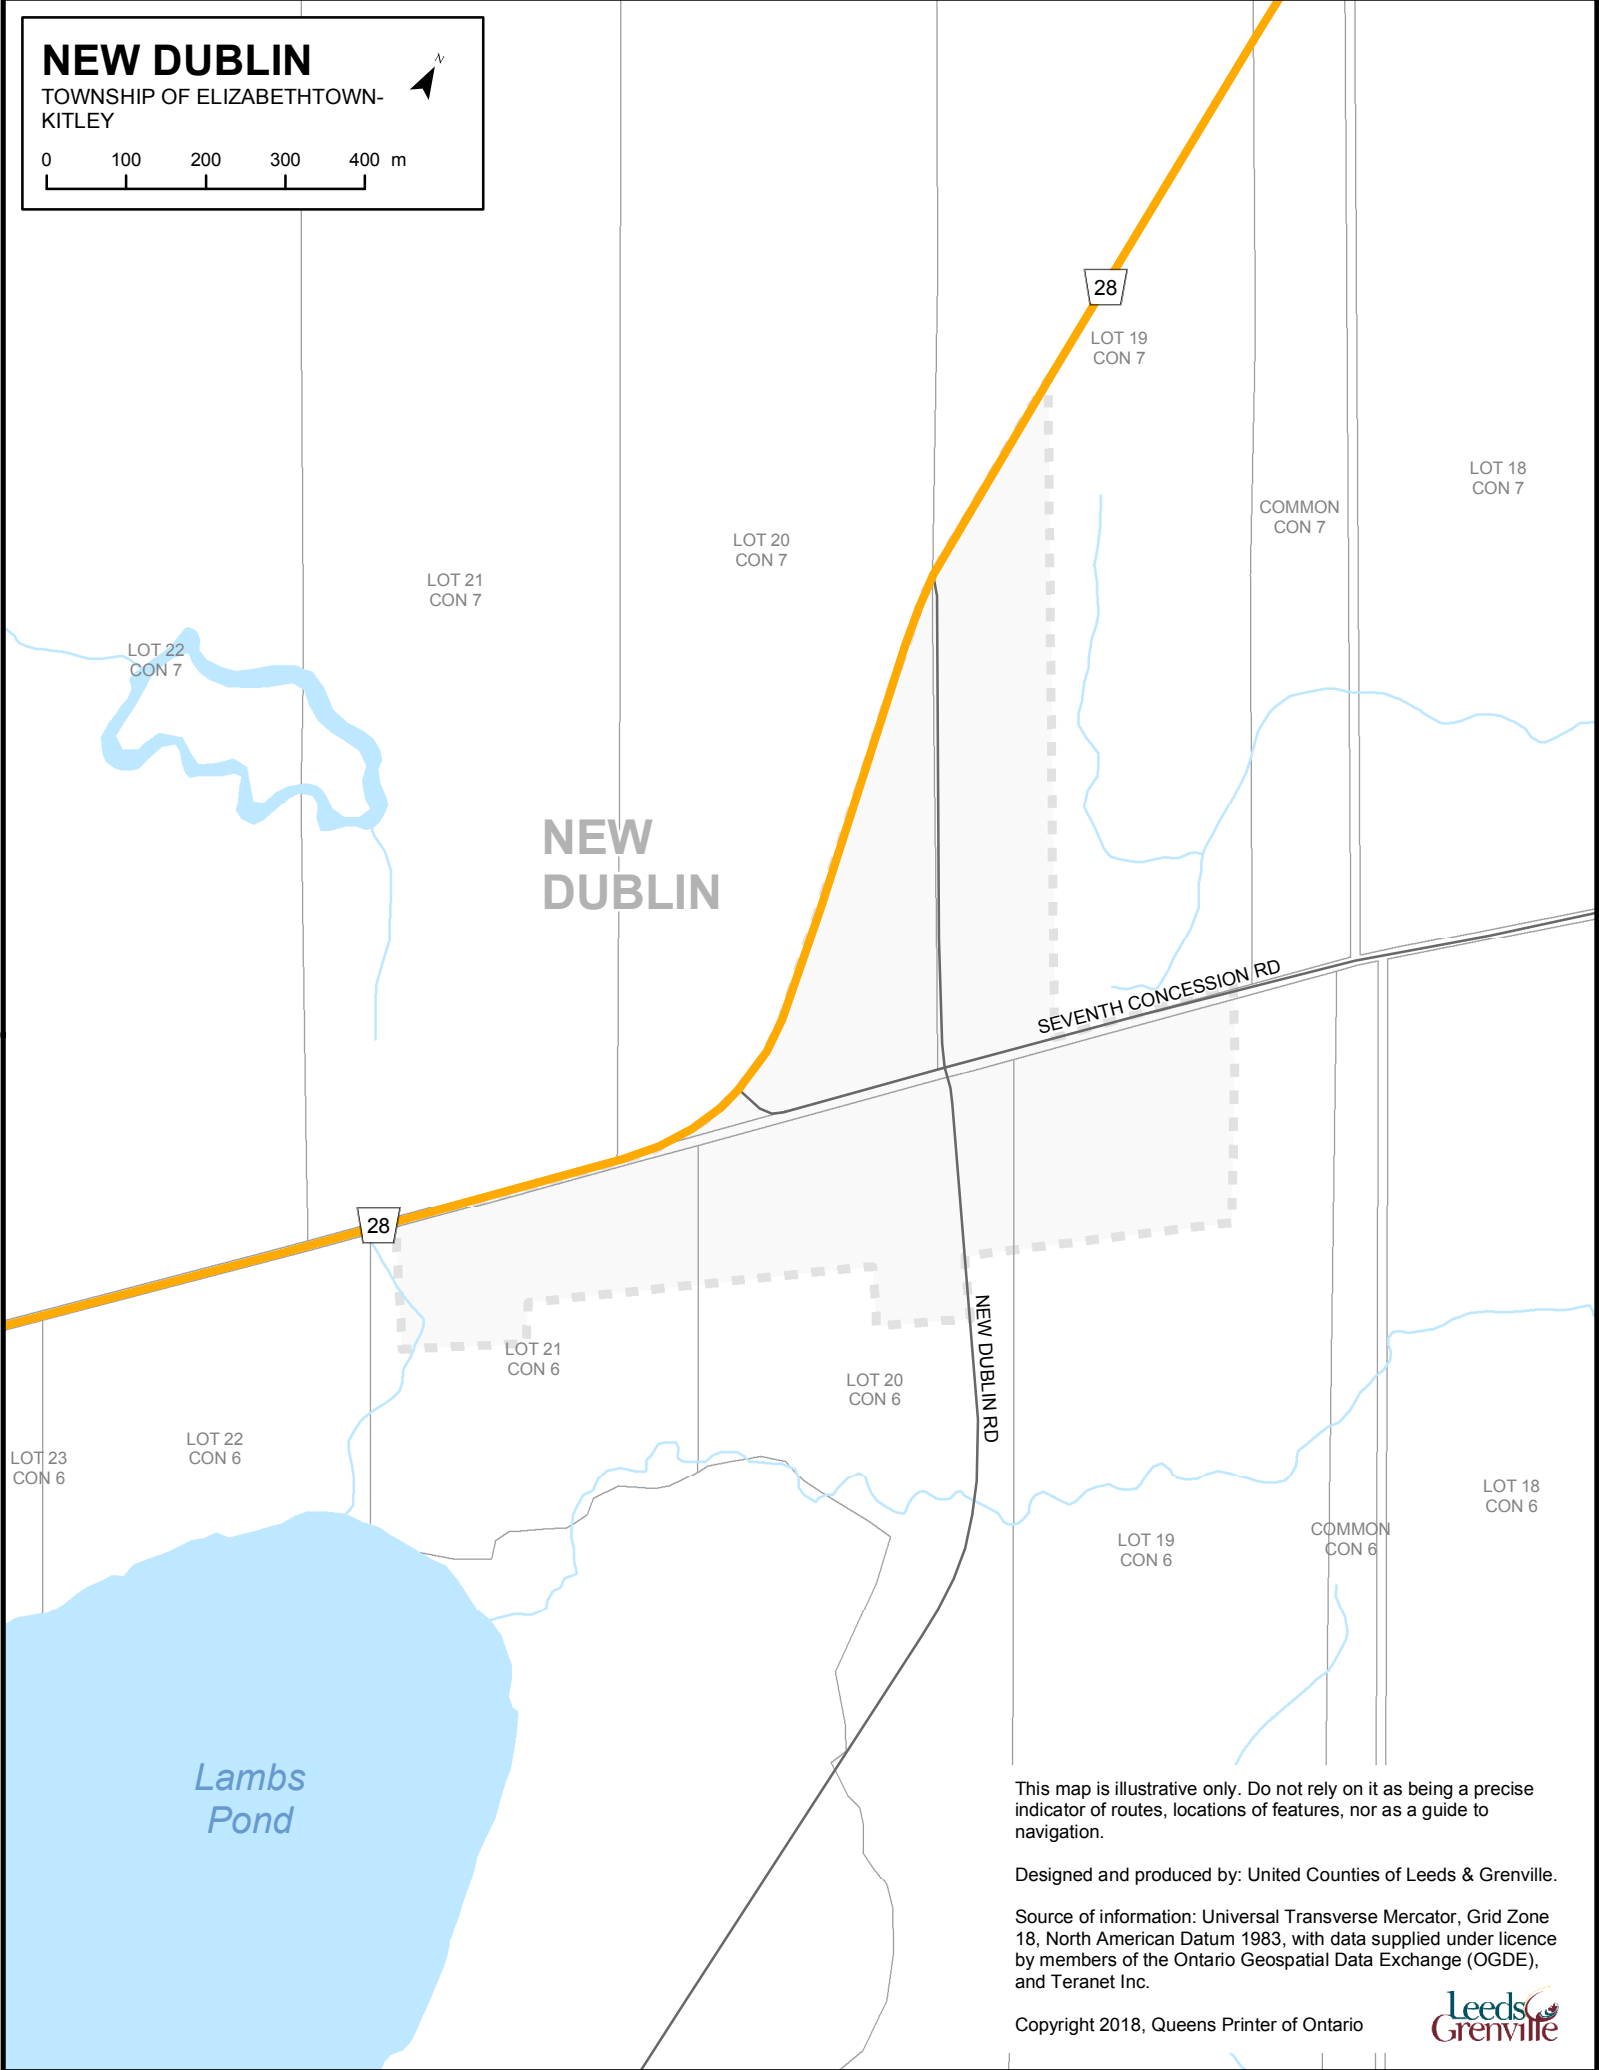 NEW DUBLIN
TOWNSHIP OF ELIZABETHTOWN-
KITLEY
N
0 100 200 300 400 m
28
LOT 19
CON 7
LOT 18
CON 7
COMMON
CON 7
LOT 20
CON 7
LOT 21
CON 7
LOT 22
CON 7
NEW
DUBLIN
SEVENTH CONCESSION RD
28
NEW DUBLIN RD
LOT 21
CON 6
LOT 20
CON 6
LOT 22
CON 6
LOT 23
CON 6
LOT 18
CON 6
COMMON
CON 6
LOT 19
CON 6
Lambs
Pond
This map is illustrative only. Do not rely on it as being a precise
indicator of routes, locations of features, nor as a guide to
navigation.
Designed and produced by: United Counties of Leeds & Grenville.
Source of information: Universal Transverse Mercator, Grid Zone
18, North American Datum 1983, with data supplied under licence
by members of the Ontario Geospatial Data Exchange (OGDE),
and Teranet Inc.
Copyright 2018, Queens Printer of Ontario
Leeds
Grenville